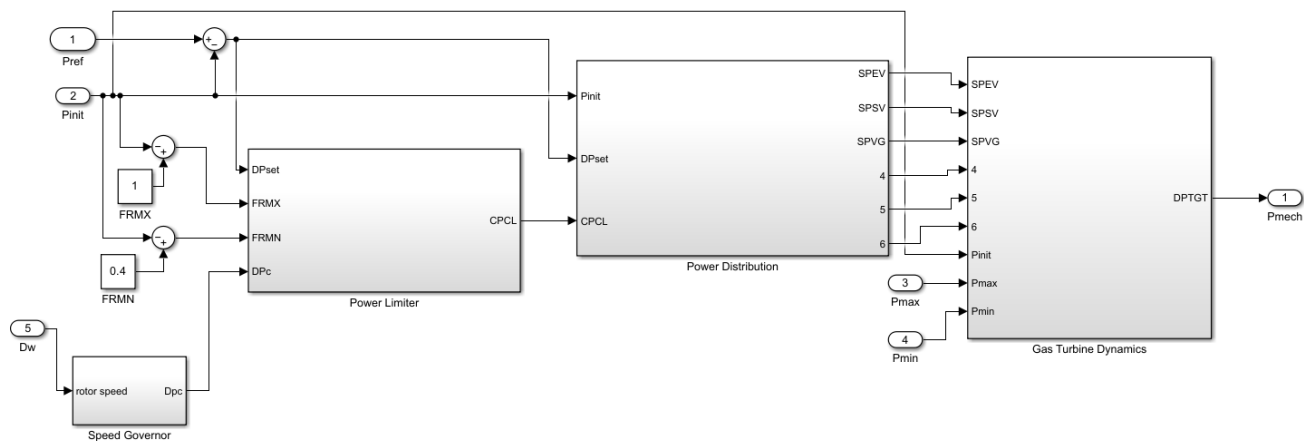 1
Pref
+
−
2
Pinit
−
+
1
FRMX
−
+
0.4
FRMN
DPset
FRMX
FRMN
DPc
CPCL
Power Limiter
5
Dw
rotor speed
Dpc
Speed Governor
Pinit
DPset
CPCL
SPEV
SPSV
SPVG
4
5
6
Power Distribution
3
Pmax
4
Pmin
SPEV
SPSV
SPVG
4
5
6
Pinit
Pmax
Pmin
DPTGT
Gas Turbine Dynamics
1
Pmech